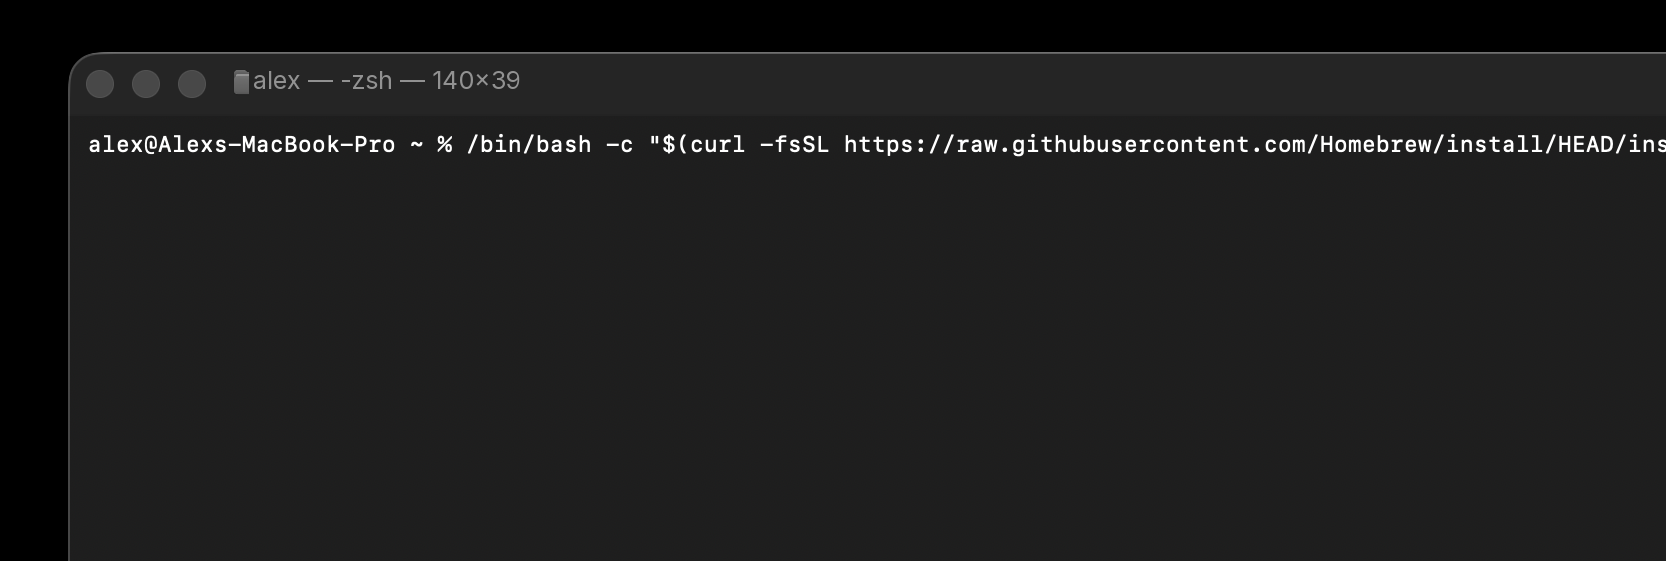 alex — -zsh — 140×39
alex@Alexs-MacBook-Pro ~ % /bin/bash -c "$(curl -fsSL https://raw.githubusercontent.com/Homebrew/install/HEAD/ins